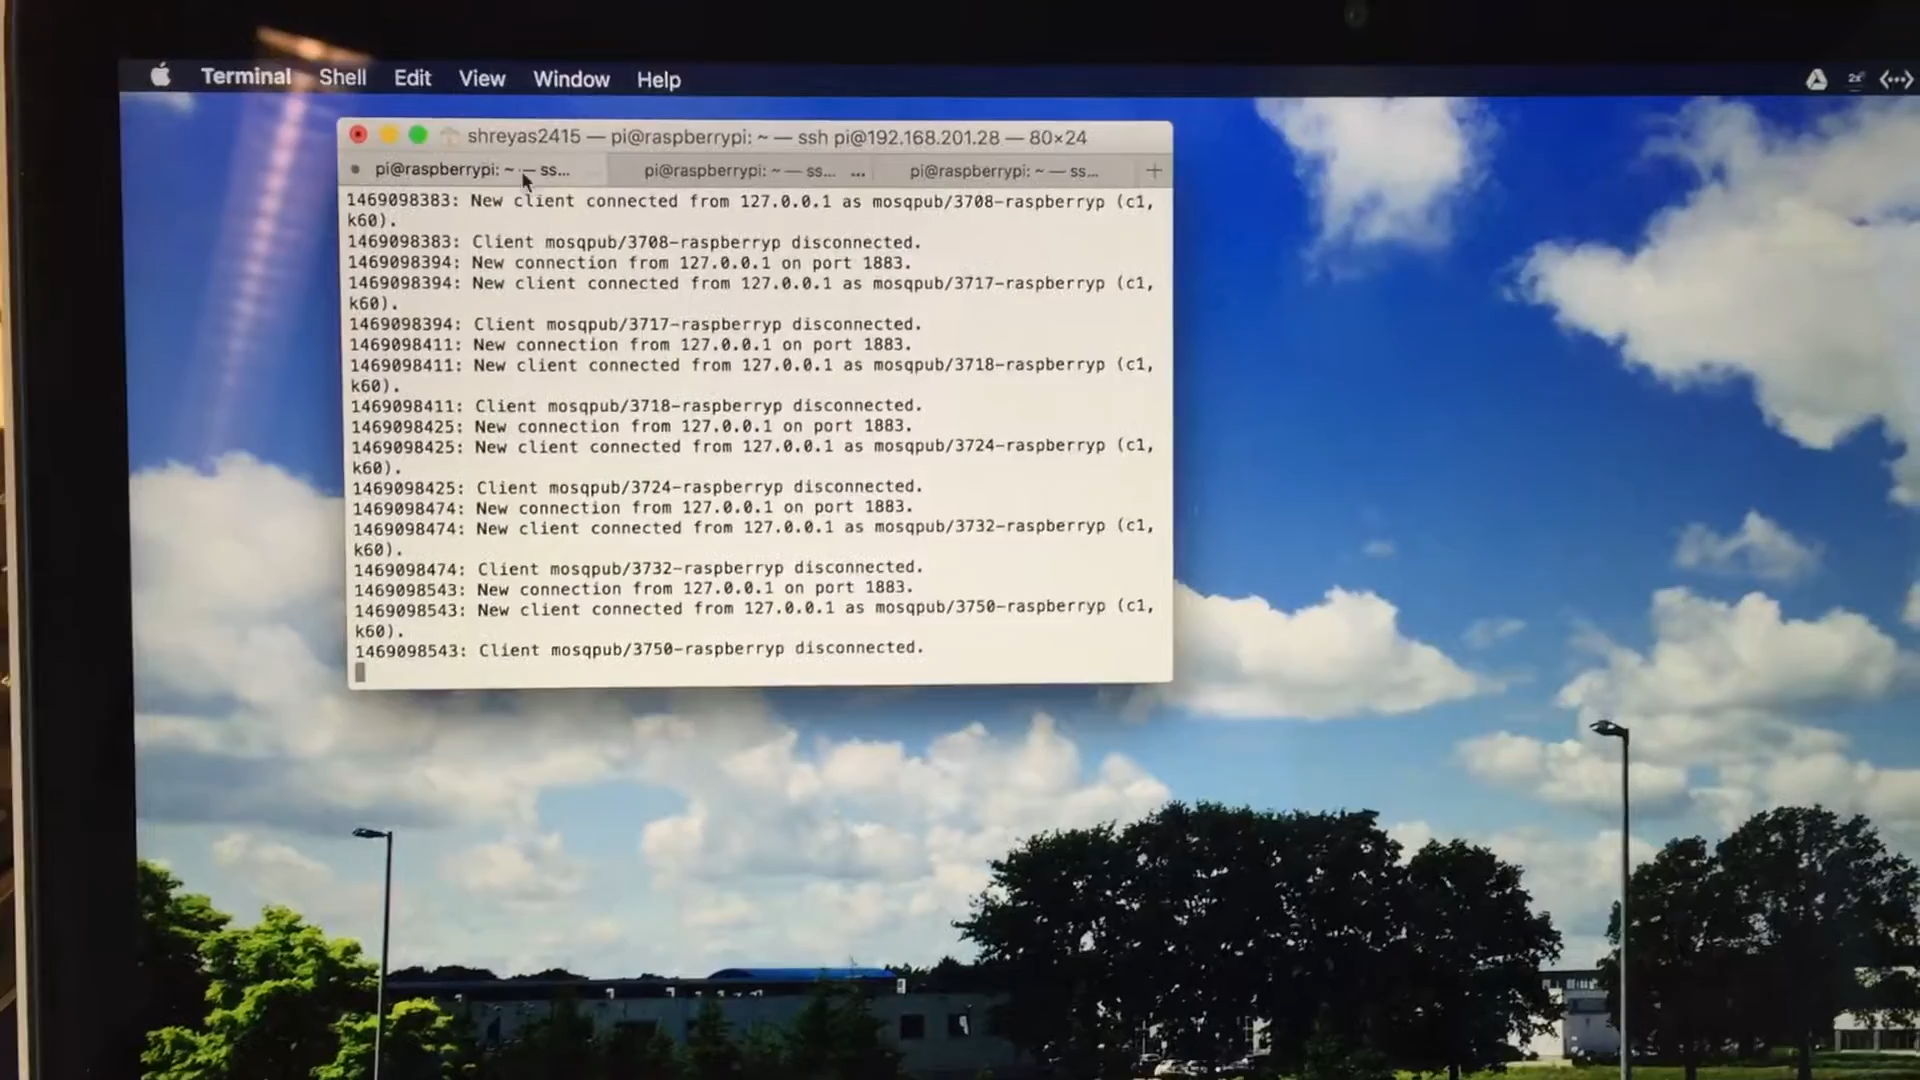 Terminal Shell Edit View Window Help 2x
shreyas2415 — pi@raspberrypi: ~ — ssh pi@192.168.201.28 — 80×24
pi@raspberrypi: ~ — ss... pi@raspberrypi: ~ — ss... ... pi@raspberrypi: ~ — ss... +
1469098383: New client connected from 127.0.0.1 as mosqpub/3708-raspberryp (c1,
k60).
1469098383: Client mosqpub/3708-raspberryp disconnected.
1469098394: New connection from 127.0.0.1 on port 1883.
1469098394: New client connected from 127.0.0.1 as mosqpub/3717-raspberryp (c1,
k60).
1469098394: Client mosqpub/3717-raspberryp disconnected.
1469098411: New connection from 127.0.0.1 on port 1883.
1469098411: New client connected from 127.0.0.1 as mosqpub/3718-raspberryp (c1,
k60).
1469098411: Client mosqpub/3718-raspberryp disconnected.
1469098425: New connection from 127.0.0.1 on port 1883.
1469098425: New client connected from 127.0.0.1 as mosqpub/3724-raspberryp (c1,
k60).
1469098425: Client mosqpub/3724-raspberryp disconnected.
1469098474: New connection from 127.0.0.1 on port 1883.
1469098474: New client connected from 127.0.0.1 as mosqpub/3732-raspberryp (c1,
k60).
1469098474: Client mosqpub/3732-raspberryp disconnected.
1469098543: New connection from 127.0.0.1 on port 1883.
1469098543: New client connected from 127.0.0.1 as mosqpub/3750-raspberryp (c1,
k60).
1469098543: Client mosqpub/3750-raspberryp disconnected.